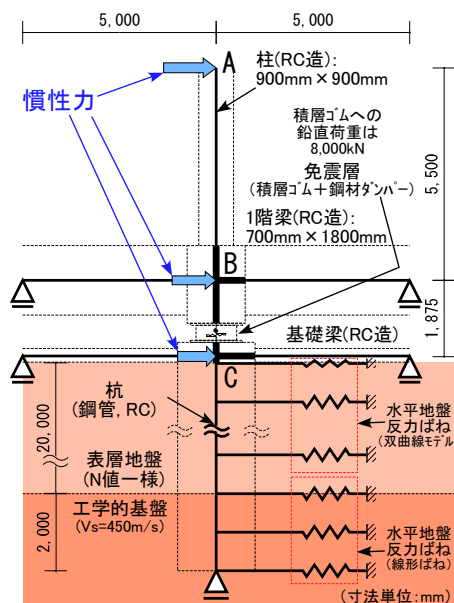 5,000
5,000
A
柱(RC造):
900mm×900mm
慣性力
積層ゴムへの
鉛直荷重は
8,000kN
免震層
(積層ゴム+鋼材ダンパー)
5,500
1階梁(RC造):
700mm×1800mm
B
1,875
基礎梁(RC造)
C
杭
(鋼管, RC)
水平地盤
反力ばね
(双曲線モデル)
20,000
表層地盤
(N値一様)
工学的基盤
(Vs=450m/s)
2,000
水平地盤
反力ばね
(線形ばね)
(寸法単位:mm)